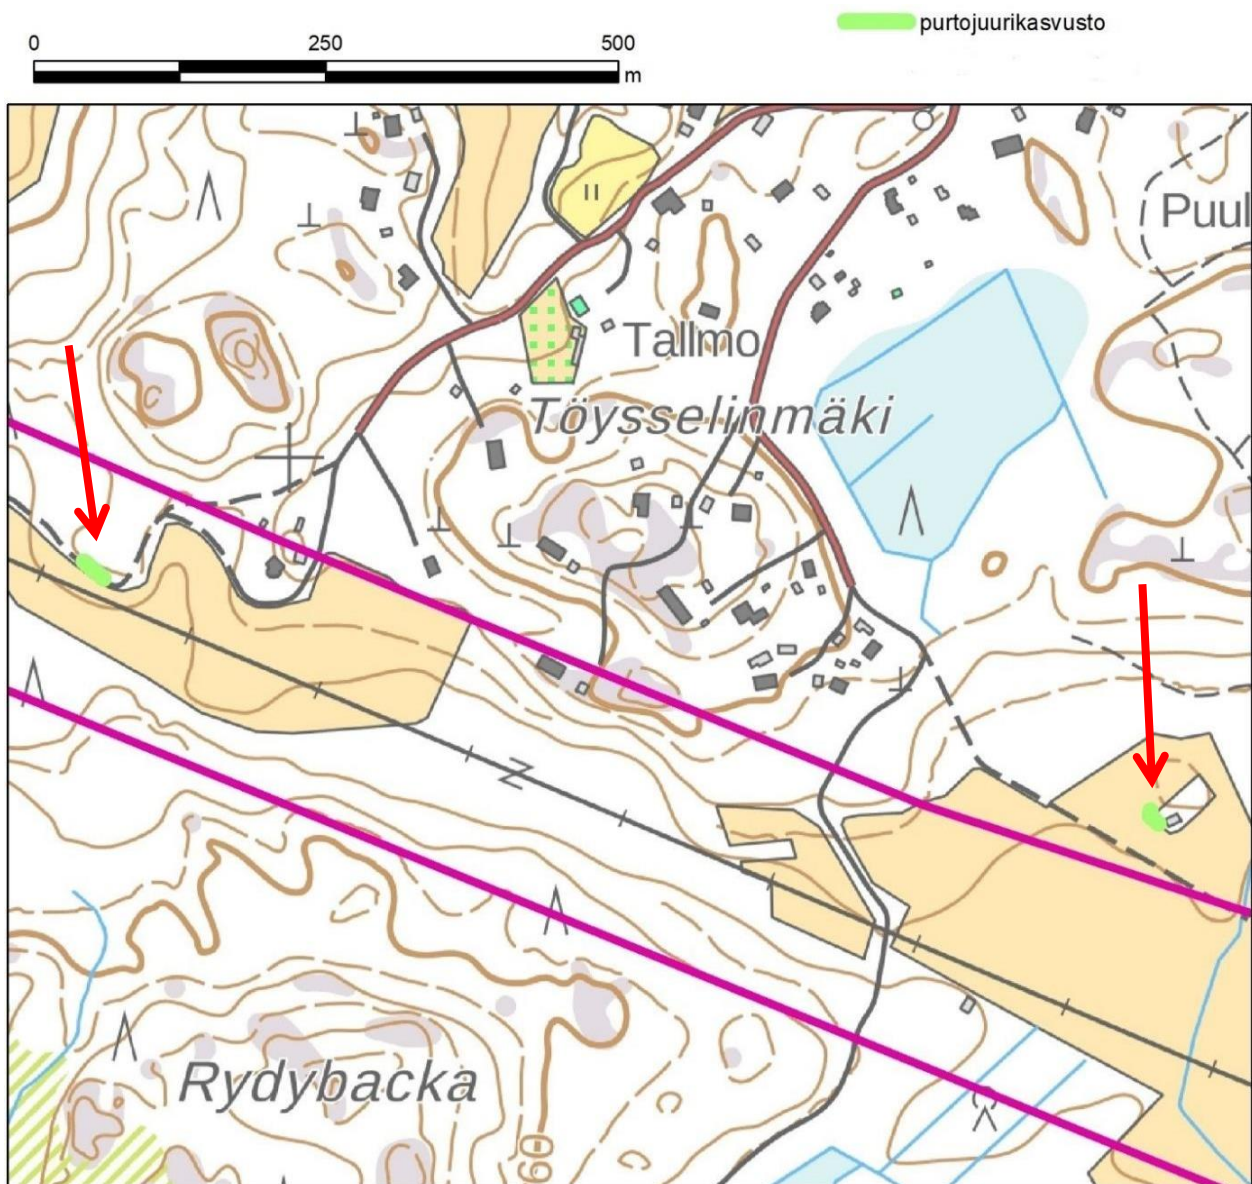 purtojuurikasvusto
0 250 500
m
Puul
Tallmo
Töysselinmäki
Rydybacka
60